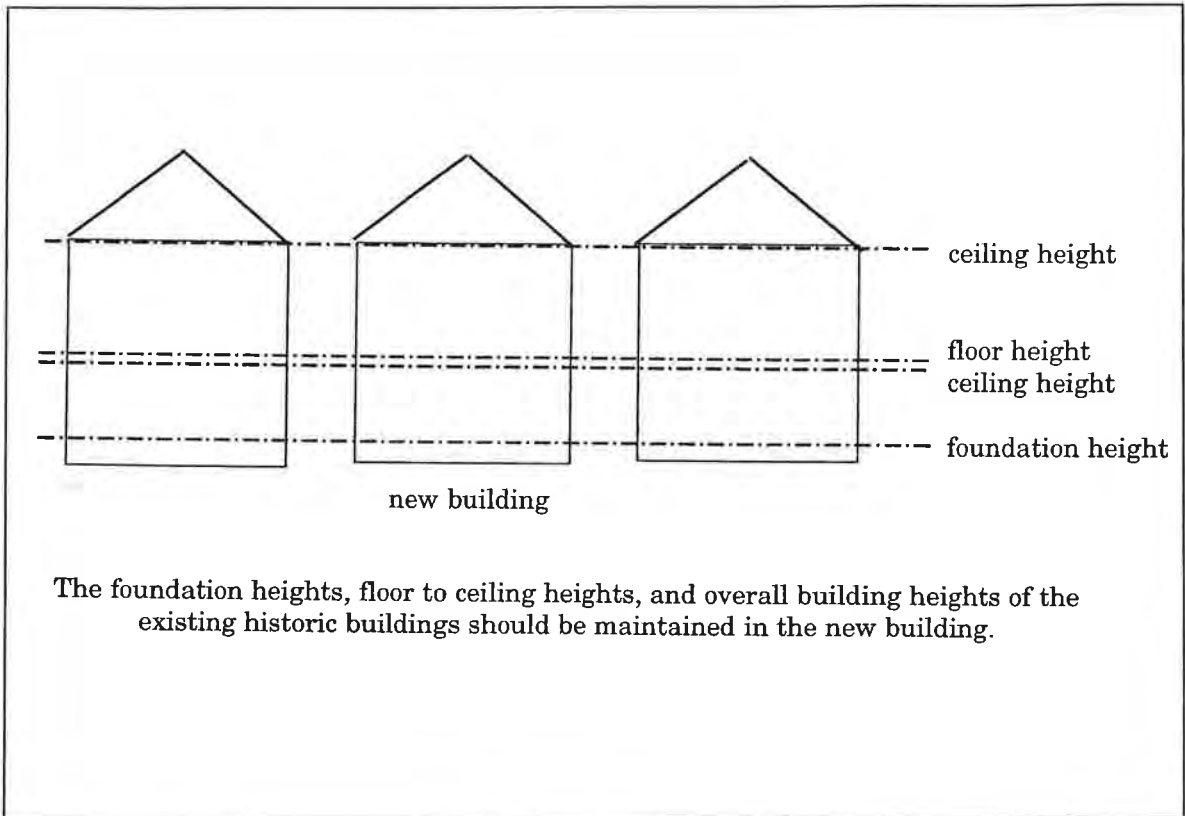 ceiling height
floor height
ceiling height
foundation height
new building
The foundation heights, floor to ceiling heights, and overall building heights of the
existing historic buildings should be maintained in the new building.